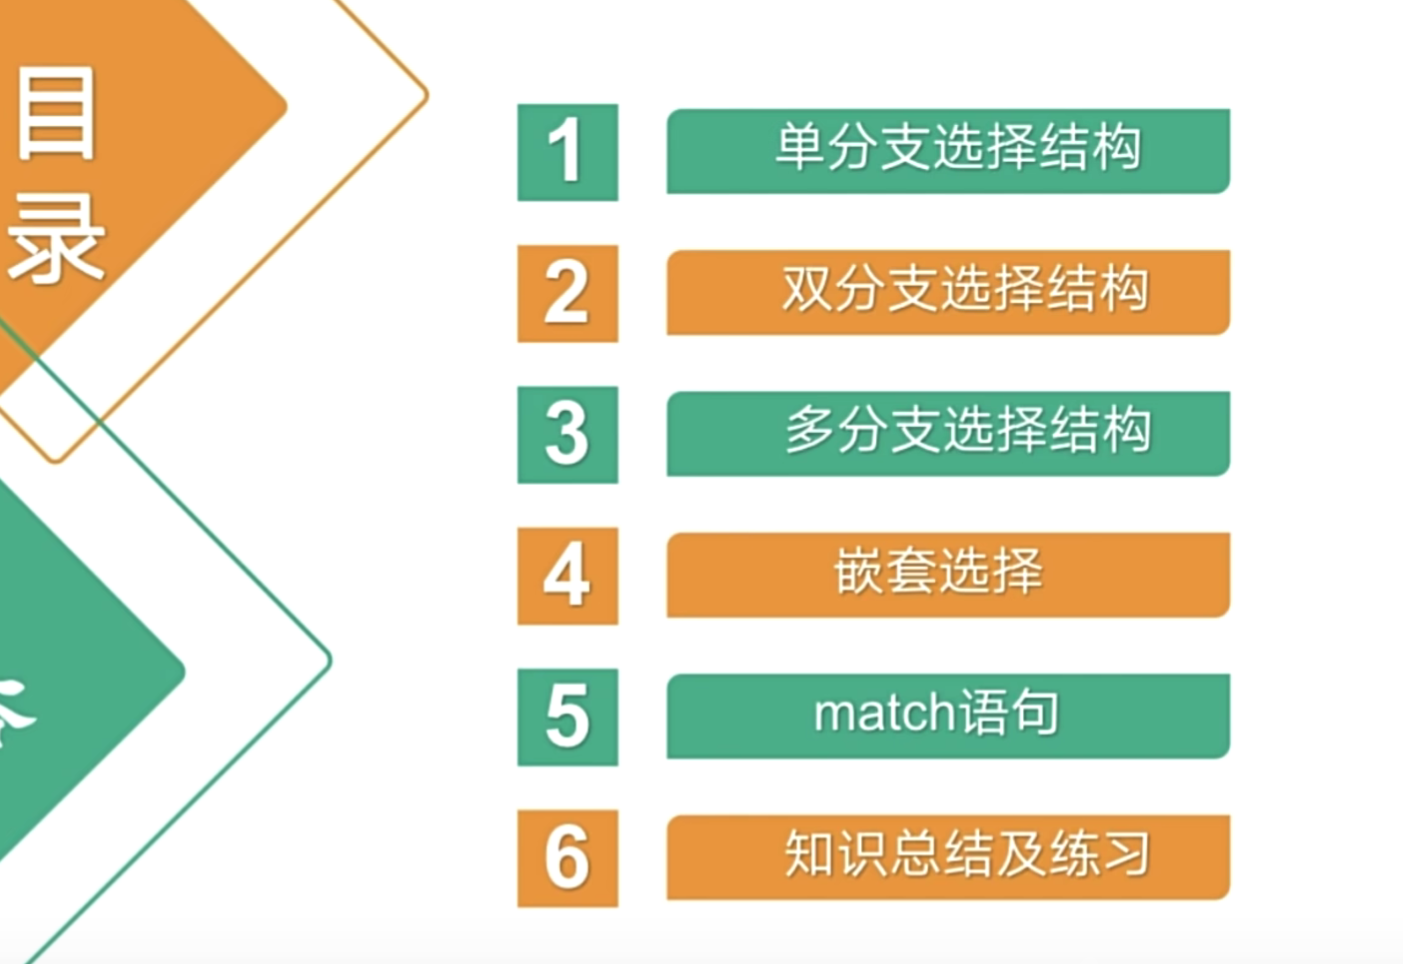 目
录
1 单分支选择结构
2 双分支选择结构
3 多分支选择结构
4 嵌套选择
5 match语句
6 知识总结及练习